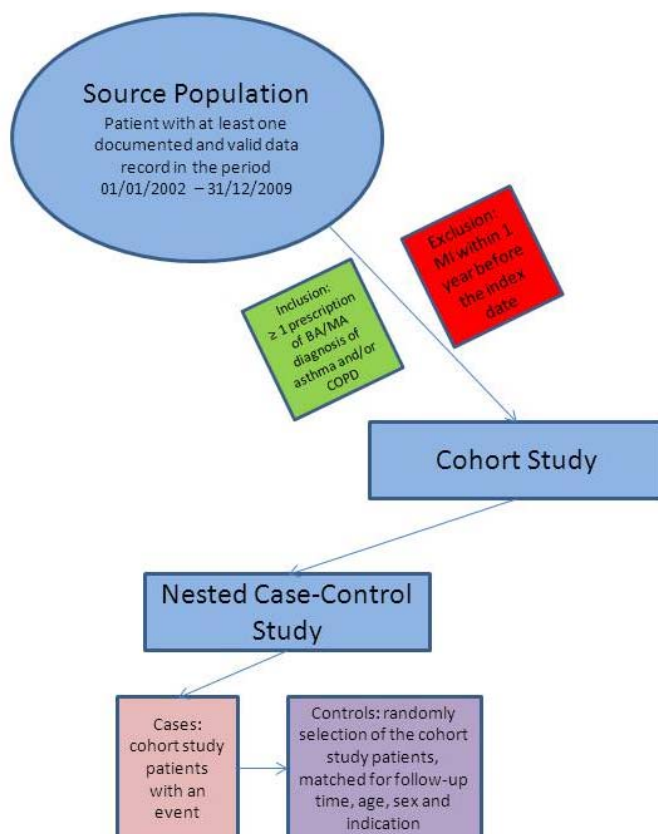 Source Population
Patient with at least one
documented and valid data
record in the period
01/01/2002 – 31/12/2009
Exclusion:
MI within 1
year before
the index
date
Inclusion:
≥ 1 prescription
of BA/MA
diagnosis of
asthma and/or
COPD
Cohort Study
Nested Case-Control
Study
Cases:
cohort study
patients
with an
event
Controls: randomly
selection of the cohort
study patients,
matched for follow-up
time, age, sex and
indication